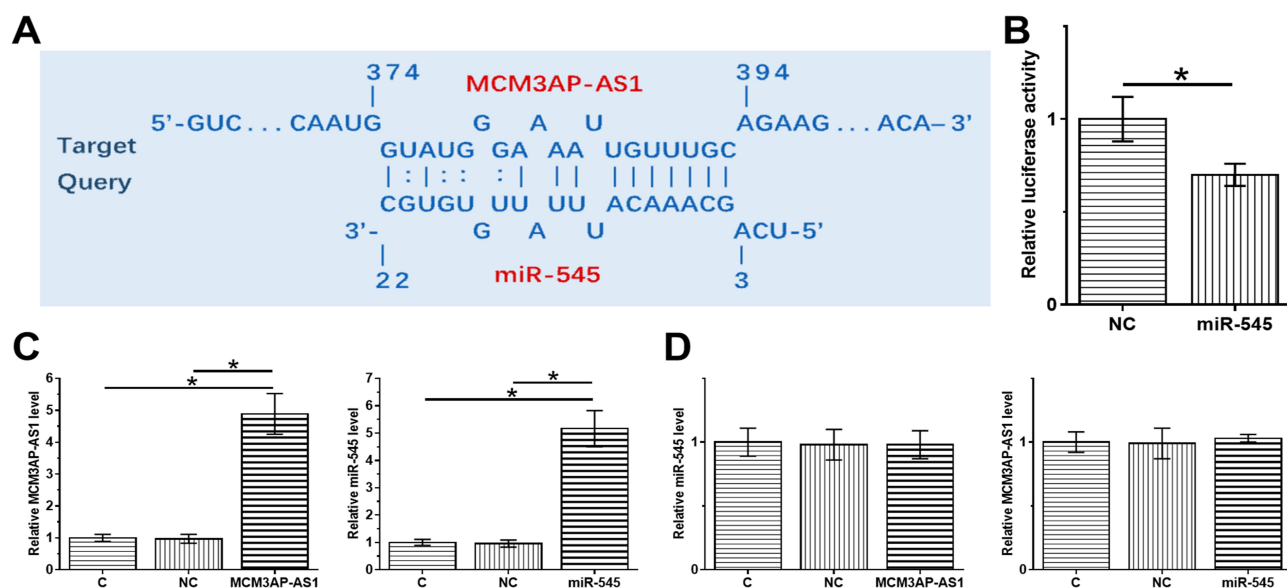 A
374 MCM3AP-AS1 394
5’-GUC...CAAUG G A U AGAAG...ACA-3’
Target GUAUG GA AA UGUUUGC
Query |:|:: :| || |||||||
CGUGU UU UU ACAAACG
3’- G A U ACU-5’
22 miR-545 3
B
Relative luciferase activity
1
0
*
NC miR-545
C
Relative MCM3AP-AS1 level
6
5
4
3
2
1
0
*
*
C NC MCM3AP-AS1
Relative miR-545 level
7
6
5
4
3
2
1
0
*
*
C NC miR-545
D
Relative miR-545 level
1
0
C NC MCM3AP-AS1
Relative MCM3AP-AS1 level
1
0
C NC miR-545